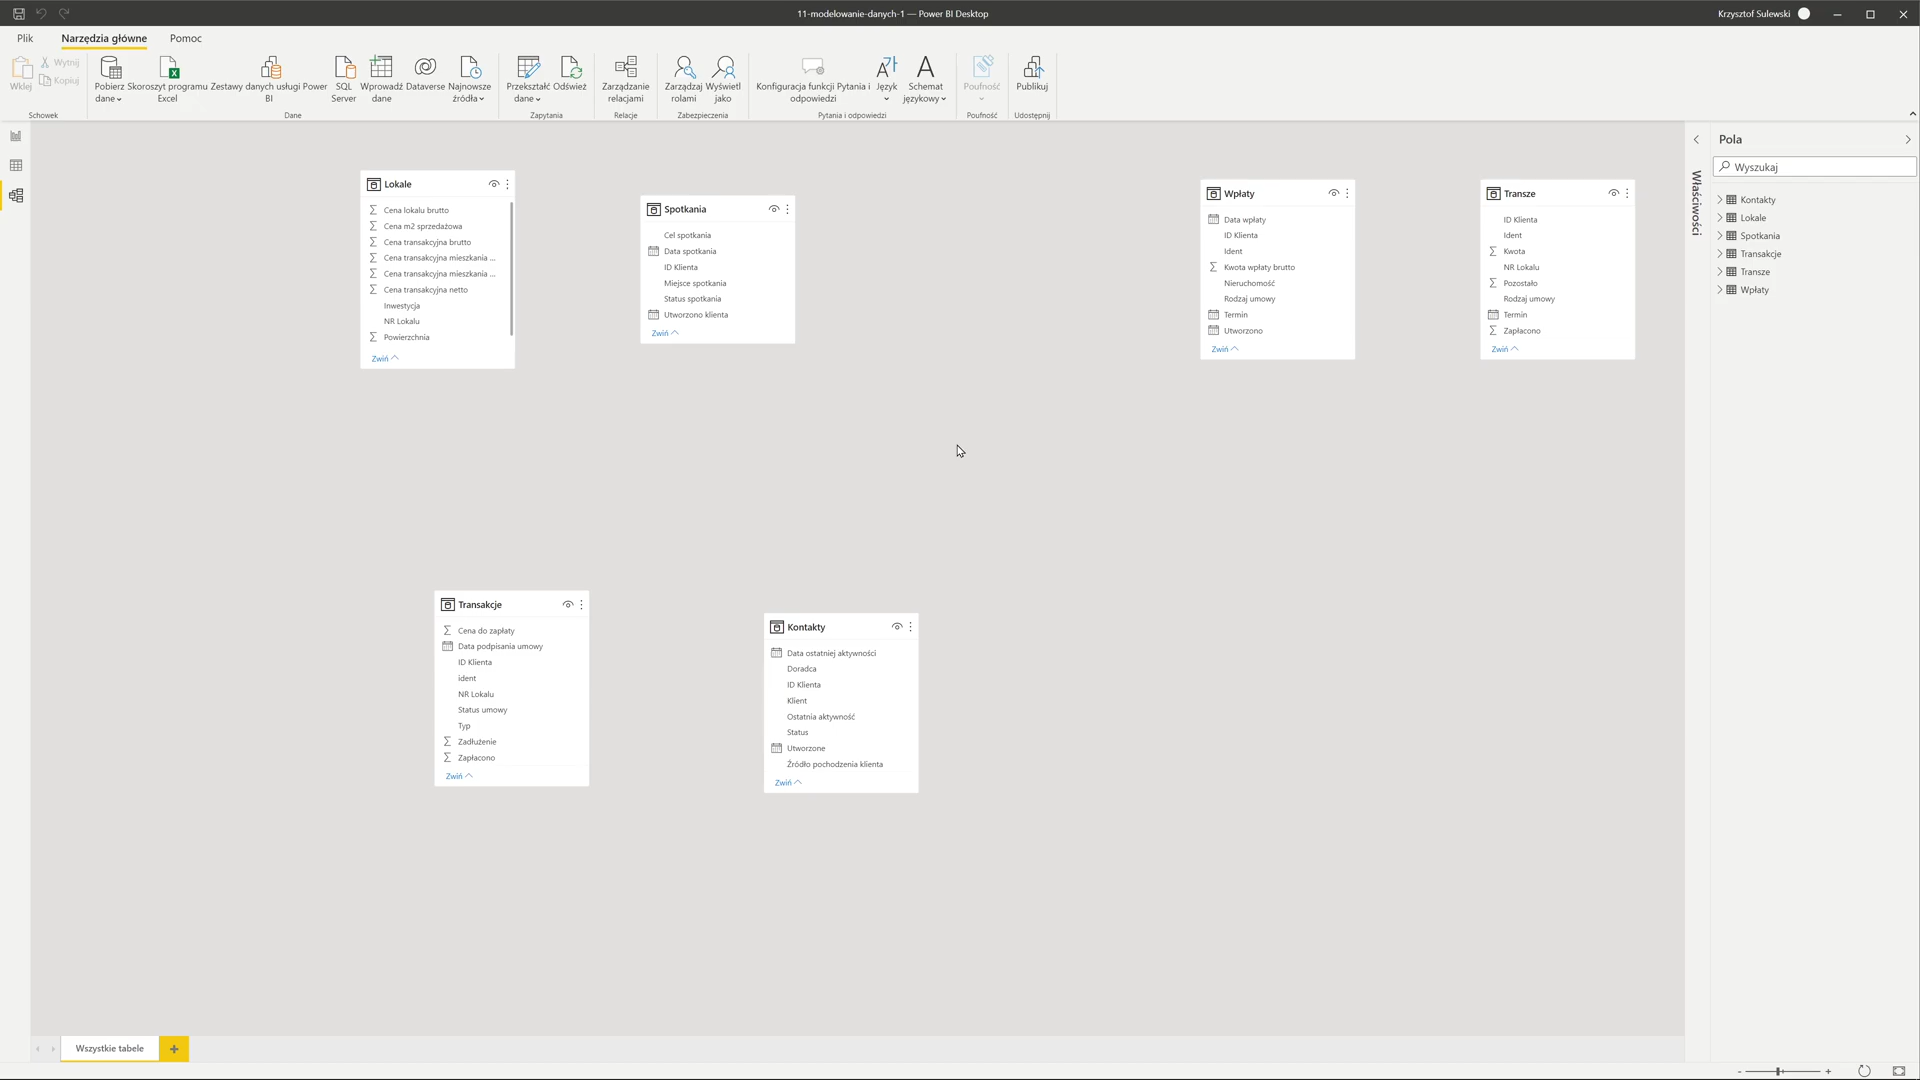 11-modelowanie-danych-1 — Power BI Desktop
Krzysztof Sulewski
Plik
Narzędzia główne
Pomoc
Wklej
Wytnij
Kopiuj
Schowek
Pobierz dane
Skoroszyt programu Excel
Zestawy danych usługi Power BI
SQL Server
Wprowadź dane
Dataverse
Najnowsze źródła
Dane
Przekształć dane
Odśwież
Zapytania
Zarządzanie relacjami
Relacje
Zarządzaj rolami
Wyświetl jako
Zabezpieczenia
Konfiguracja funkcji Pytania i odpowiedzi
Język
Schemat językowy
Pytania i odpowiedzi
Poufność
Poufność
Publikuj
Udostępnij
Lokale
Cena lokalu brutto
Cena m2 sprzedażowa
Cena transakcyjna brutto
Cena transakcyjna mieszkania ...
Cena transakcyjna mieszkania ...
Cena transakcyjna netto
Inwestycja
NR Lokalu
Powierzchnia
Zwiń
Spotkania
Cel spotkania
Data spotkania
ID Klienta
Miejsce spotkania
Status spotkania
Utworzono klienta
Zwiń
Wpłaty
Data wpłaty
ID Klienta
Ident
Kwota wpłaty brutto
Nieruchomość
Rodzaj umowy
Termin
Utworzono
Zwiń
Transze
ID Klienta
Ident
Kwota
NR Lokalu
Pozostało
Rodzaj umowy
Termin
Zapłacono
Zwiń
Transakcje
Cena do zapłaty
Data podpisania umowy
ID Klienta
ident
NR Lokalu
Status umowy
Typ
Zadłużenie
Zapłacono
Zwiń
Kontakty
Data ostatniej aktywności
Doradca
ID Klienta
Klient
Ostatnia aktywność
Status
Utworzone
Źródło pochodzenia klienta
Zwiń
Właściwości
Pola
Wyszukaj
Kontakty
Lokale
Spotkania
Transakcje
Transze
Wpłaty
Wszystkie tabele